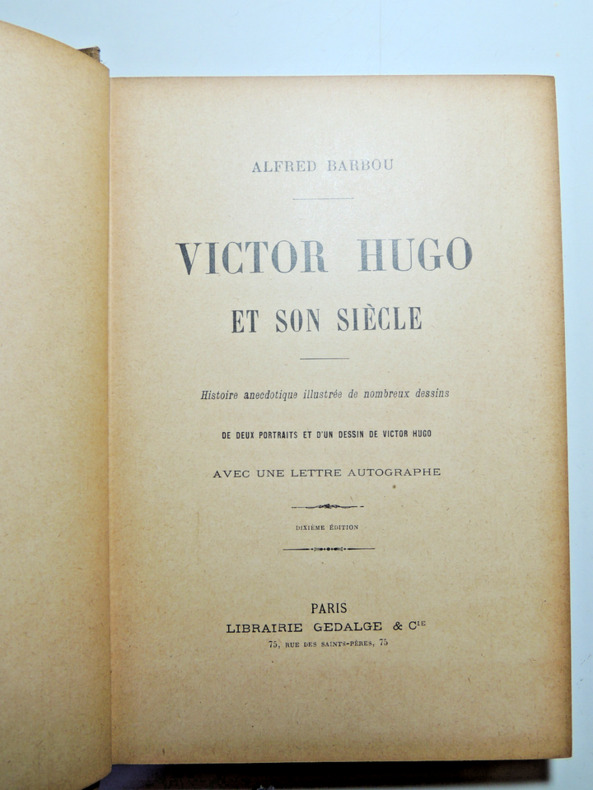 ALFRED BARBOU
VICTOR HUGO
ET SON SIÈCLE
Histoire anecdotique illustrée de nombreux dessins
DE DEUX PORTRAITS ET D'UN DESSIN DE VICTOR HUGO
AVEC UNE LETTRE AUTOGRAPHE
DIXIÈME ÉDITION
PARIS
LIBRAIRIE GEDALGE & Cie
75, RUE DES SAINTS-PÈRES, 75